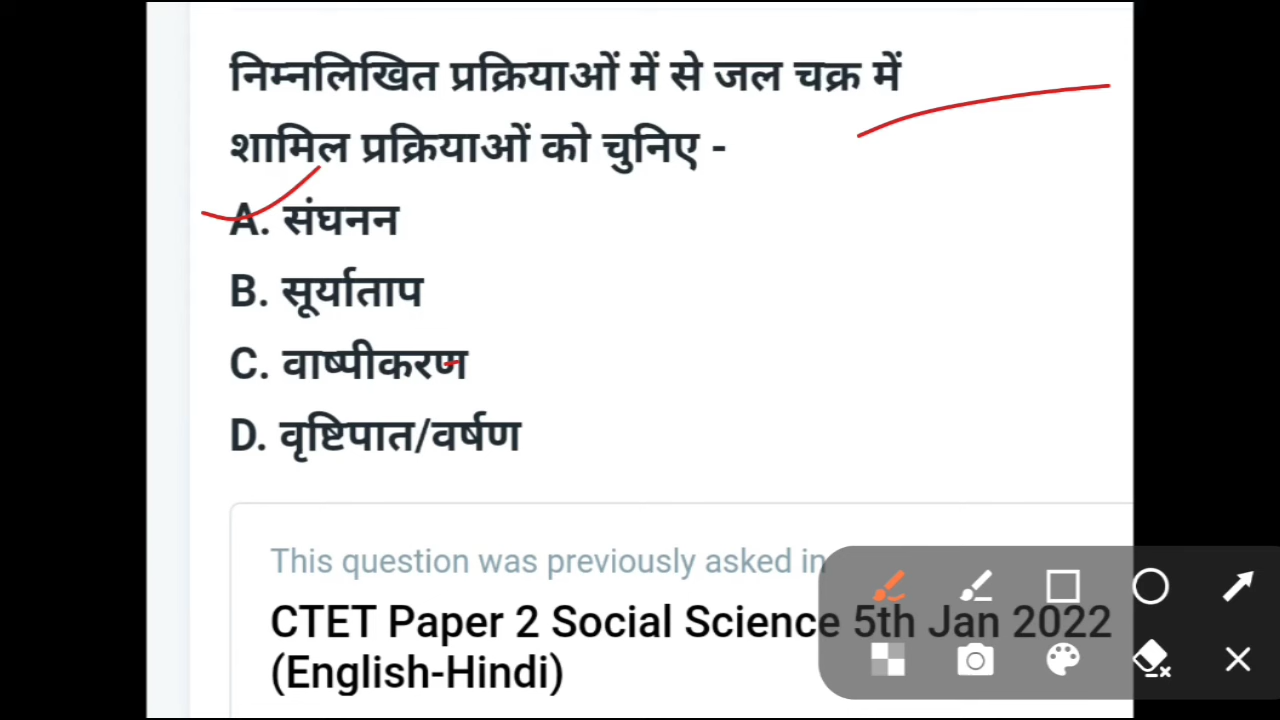 निम्नलिखित प्रक्रियाओं में से जल चक्र में
शामिल प्रक्रियाओं को चुनिए -
A. संघनन
B. सूर्याताप
C. वाष्पीकरण
D. वृष्टिपात/वर्षण
This question was previously asked in
CTET Paper 2 Social Science 5th Jan 2022
(English-Hindi)